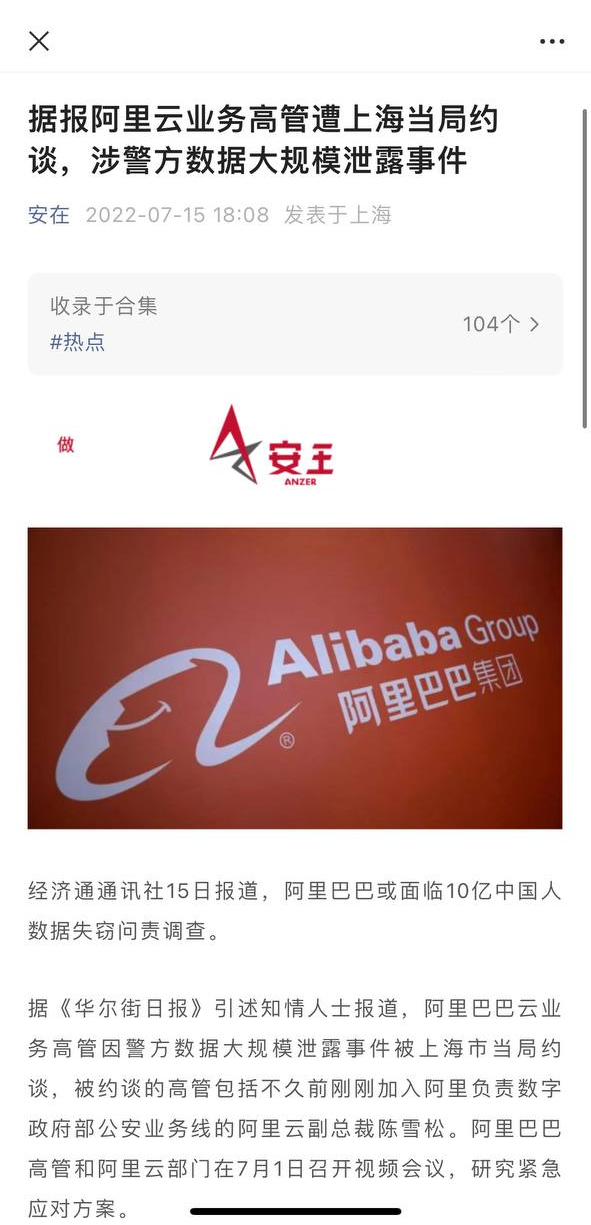 据报阿里云业务高管遭上海当局约
谈，涉警方数据大规模泄露事件
安在 2022-07-15 18:08 发表于上海
收录于合集
#热点
104个
做
安王
ANZER
Alibaba Group
阿里巴巴集团
®
经济通通讯社15日报道，阿里巴巴或面临10亿中国人
数据失窃问责调查。
据《华尔街日报》引述知情人士报道，阿里巴巴云业
务高管因警方数据大规模泄露事件被上海市当局约
谈，被约谈的高管包括不久前刚刚加入阿里负责数字
政府部公安业务线的阿里云副总裁陈雪松。阿里巴巴
高管和阿里云部门在7月1日召开视频会议，研究紧急
应对方案。